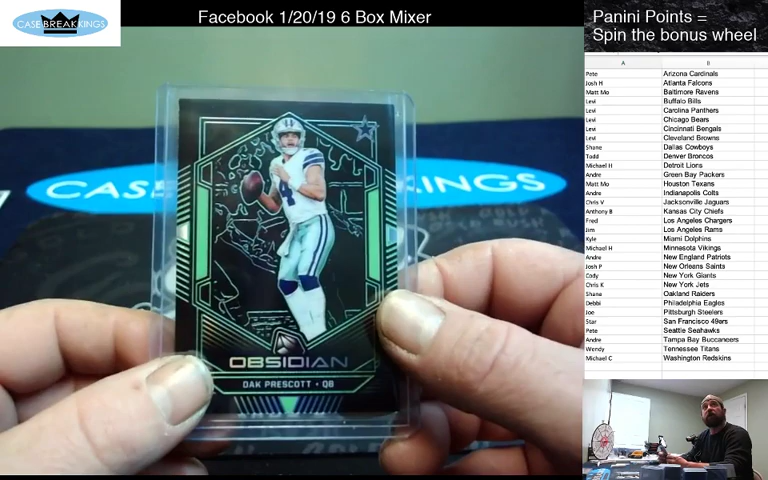 Facebook 1/20/19 6 Box Mixer
CASE BREAK KINGS
Panini Points =
Spin the bonus wheel
KINGS
4
OBSIDIAN
DAK PRESCOTT • QB
A B
Pete Arizona Cardinals
Josh H Atlanta Falcons
Matt Mo Baltimore Ravens
Levi Buffalo Bills
Levi Carolina Panthers
Levi Chicago Bears
Levi Cincinnati Bengals
Levi Cleveland Browns
Shane Dallas Cowboys
Todd Denver Broncos
Michael H Detroit Lions
Andre Green Bay Packers
Matt Mo Houston Texans
Andre Indianapolis Colts
Chris V Jacksonville Jaguars
Anthony B Kansas City Chiefs
Fred Los Angeles Chargers
Jim Los Angeles Rams
Kyle Miami Dolphins
Michael H Minnesota Vikings
Andre New England Patriots
Josh P New Orleans Saints
Cody New York Giants
Chris K New York Jets
Shane Oakland Raiders
Debbi Philadelphia Eagles
Joe Pittsburgh Steelers
Star San Francisco 49ers
Pete Seattle Seahawks
Andre Tampa Bay Buccaneers
Wendy Tennessee Titans
Michael C Washington Redskins